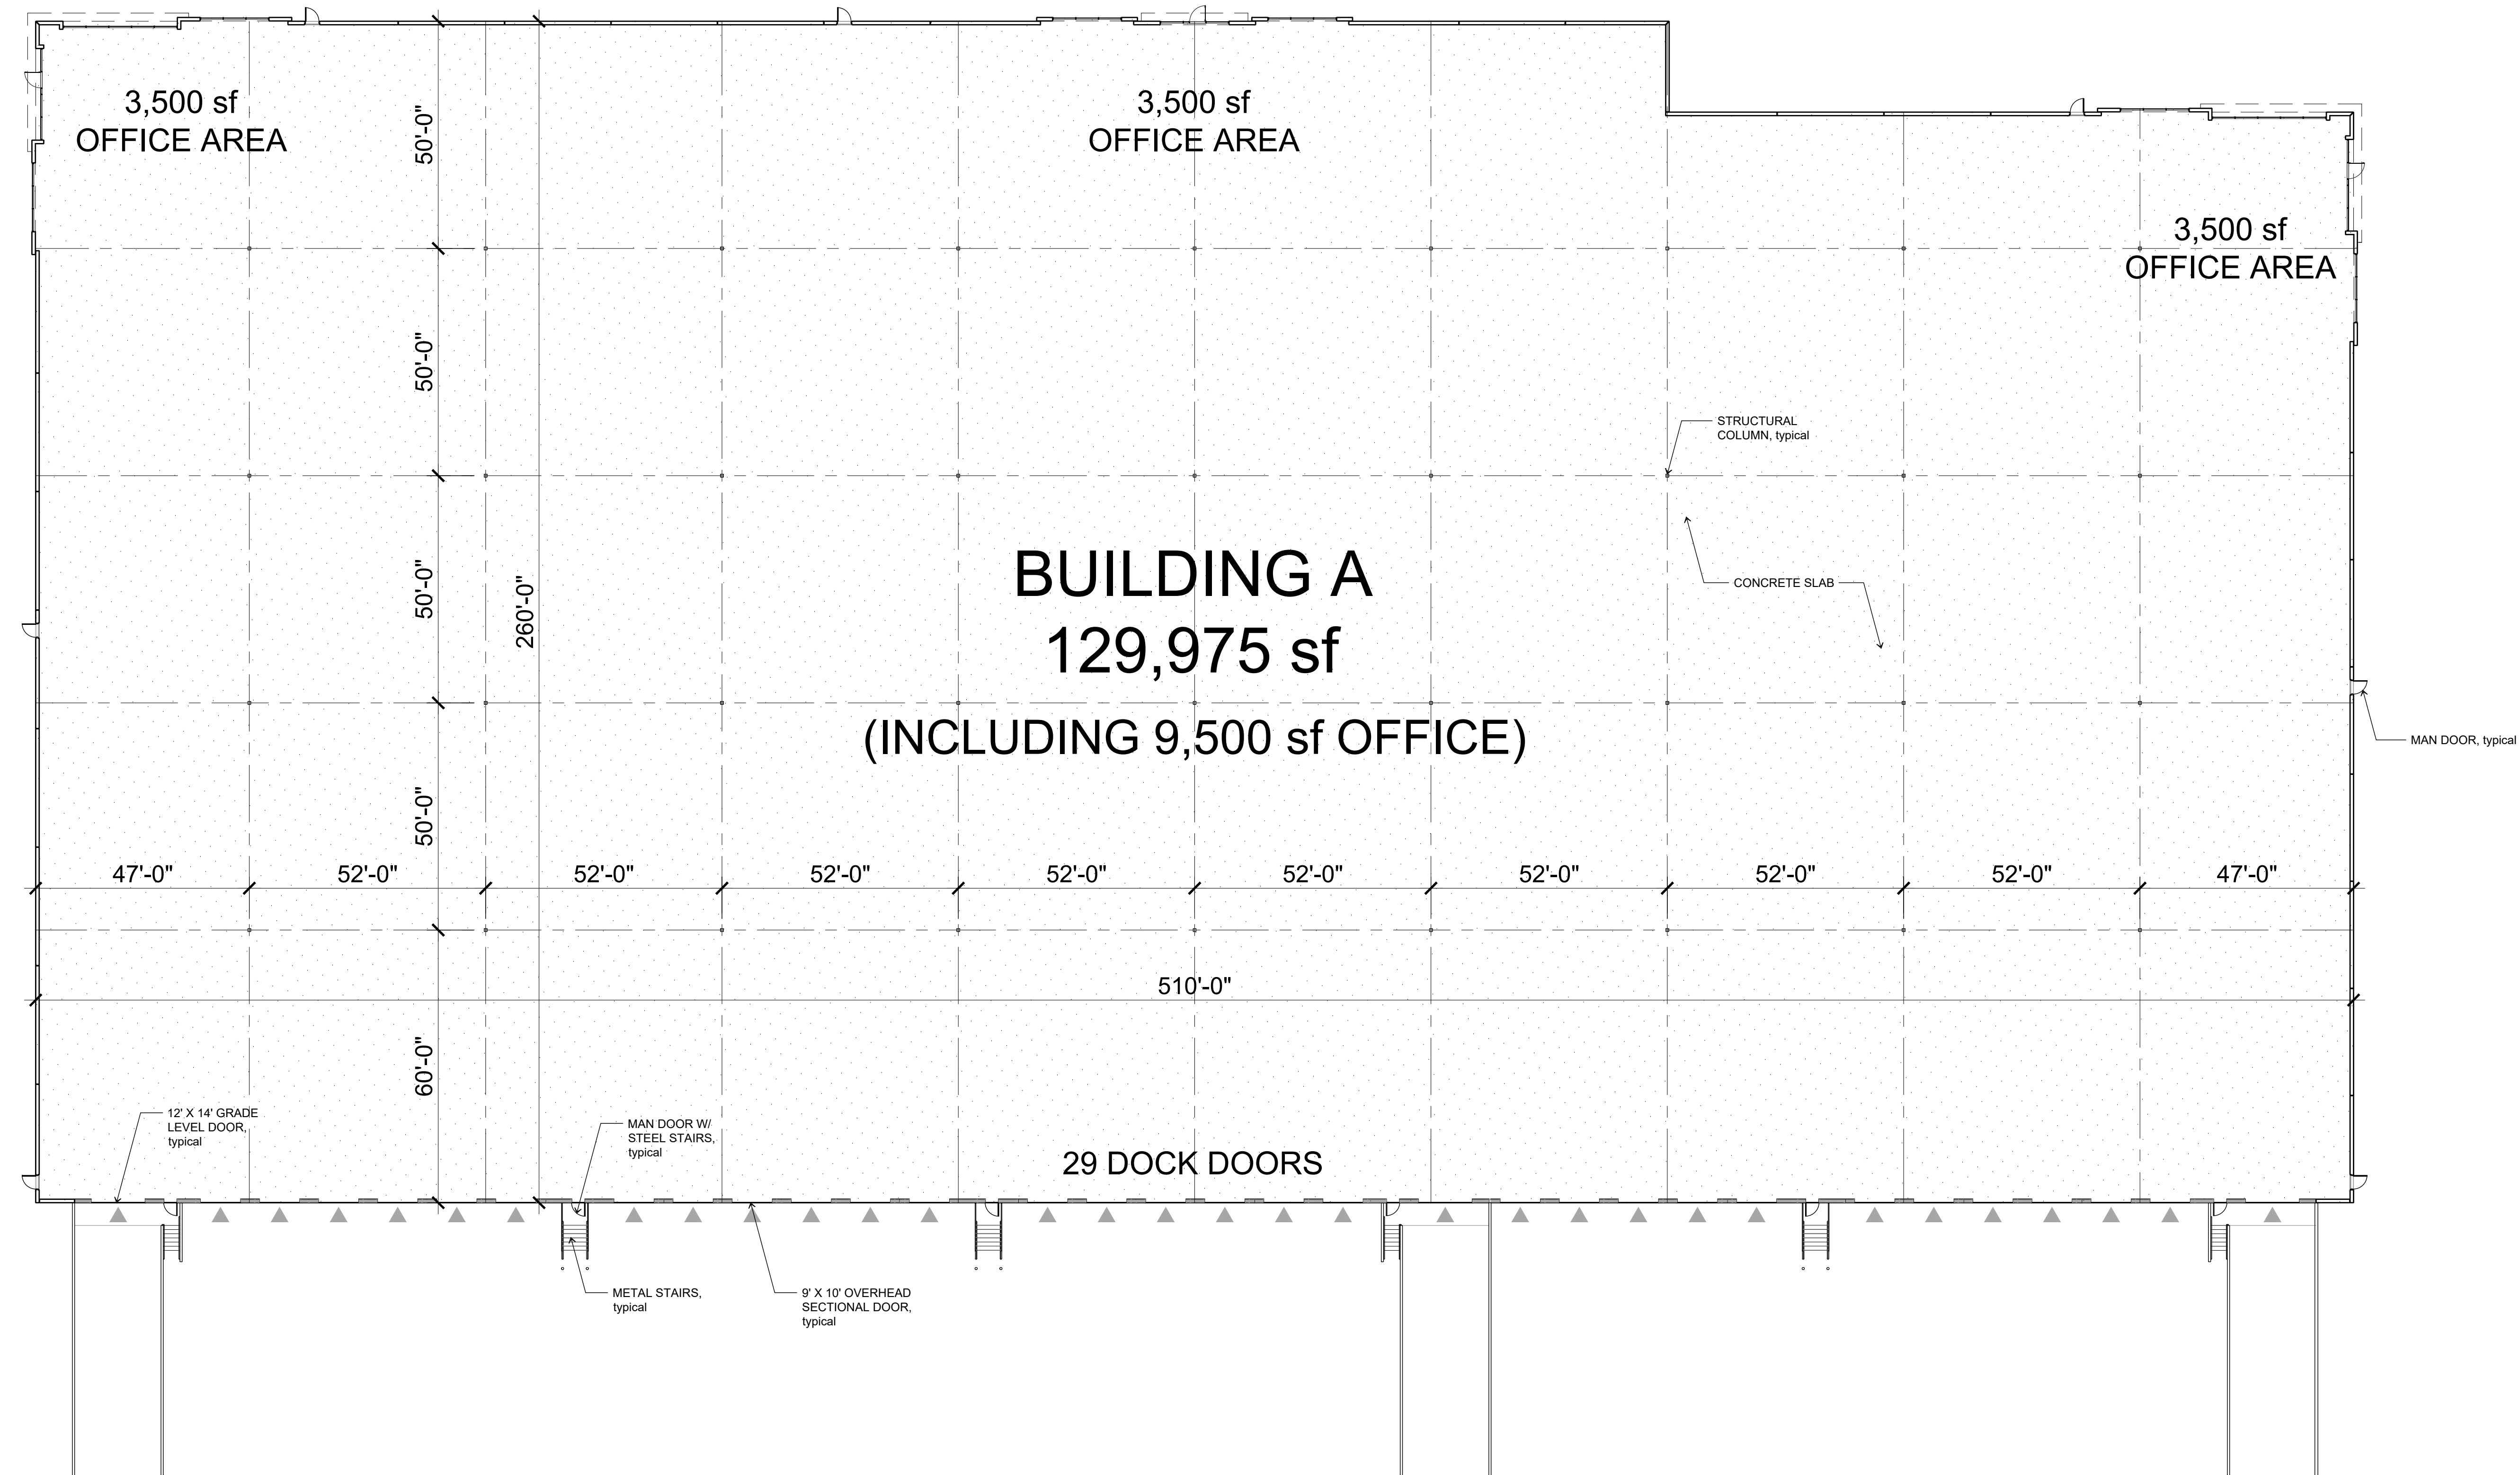 3,500 sf
OFFICE AREA
3,500 sf
OFFICE AREA
3,500 sf
OFFICE AREA
50'-0"
50'-0"
50'-0"
50'-0"
60'-0"
260'-0"
STRUCTURAL
COLUMN, typical
CONCRETE SLAB
BUILDING A
129,975 sf
(INCLUDING 9,500 sf OFFICE)
MAN DOOR, typical
47'-0"
52'-0"
52'-0"
52'-0"
52'-0"
52'-0"
52'-0"
52'-0"
52'-0"
47'-0"
510'-0"
12' X 14' GRADE
LEVEL DOOR,
typical
MAN DOOR W/
STEEL STAIRS,
typical
29 DOCK DOORS
METAL STAIRS,
typical
9' X 10' OVERHEAD
SECTIONAL DOOR,
typical